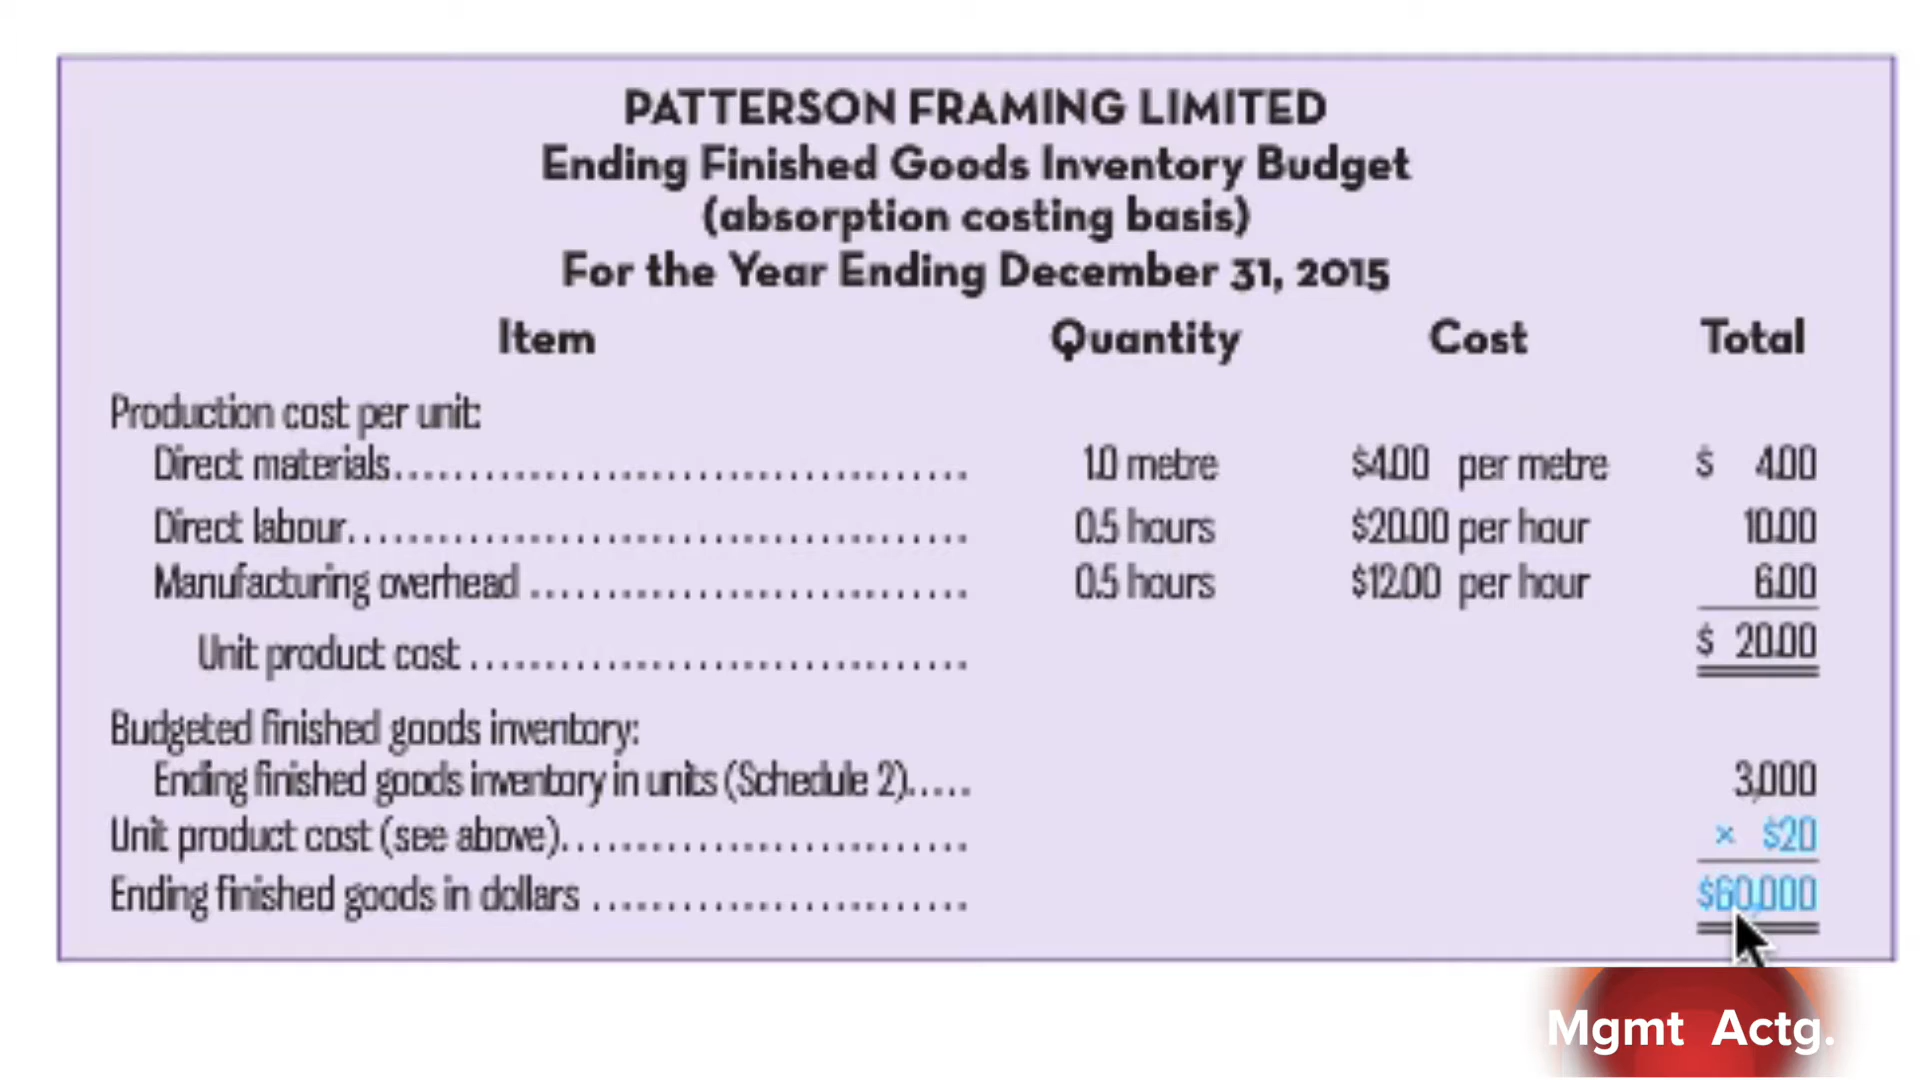 PATTERSON FRAMING LIMITED
Ending Finished Goods Inventory Budget
(absorption costing basis)
For the Year Ending December 31, 2015
Item Quantity Cost Total
Production cost per unit:
Direct materials 1.0 metre $4.00 per metre $ 4.00
Direct labour 0.5 hours $20.00 per hour 10.00
Manufacturing overhead 0.5 hours $12.00 per hour 6.00
Unit product cost $ 20.00
Budgeted finished goods inventory:
Ending finished goods inventory in units (Schedule 2) 3,000
Unit product cost (see above) × $20
Ending finished goods in dollars $60,000
Mgmt Actg.